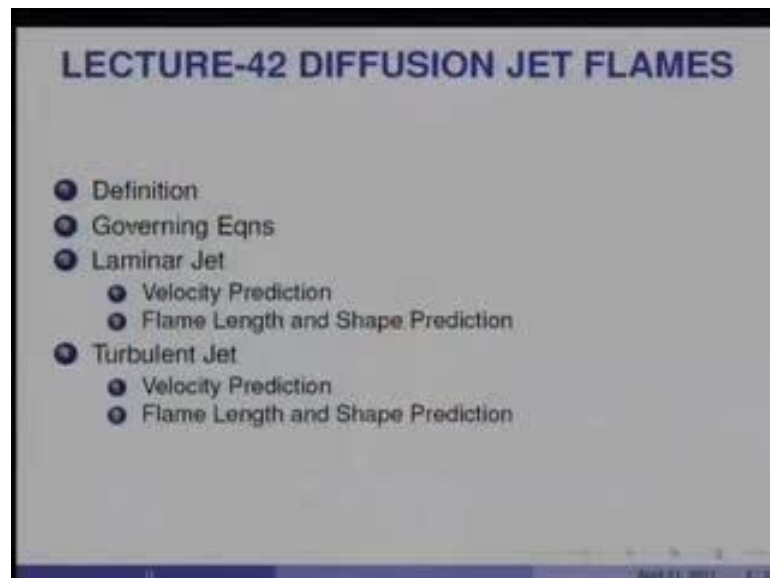 LECTURE-42 DIFFUSION JET FLAMES
Definition
Governing Eqns
Laminar Jet
Velocity Prediction
Flame Length and Shape Prediction
Turbulent Jet
Velocity Prediction
Flame Length and Shape Prediction